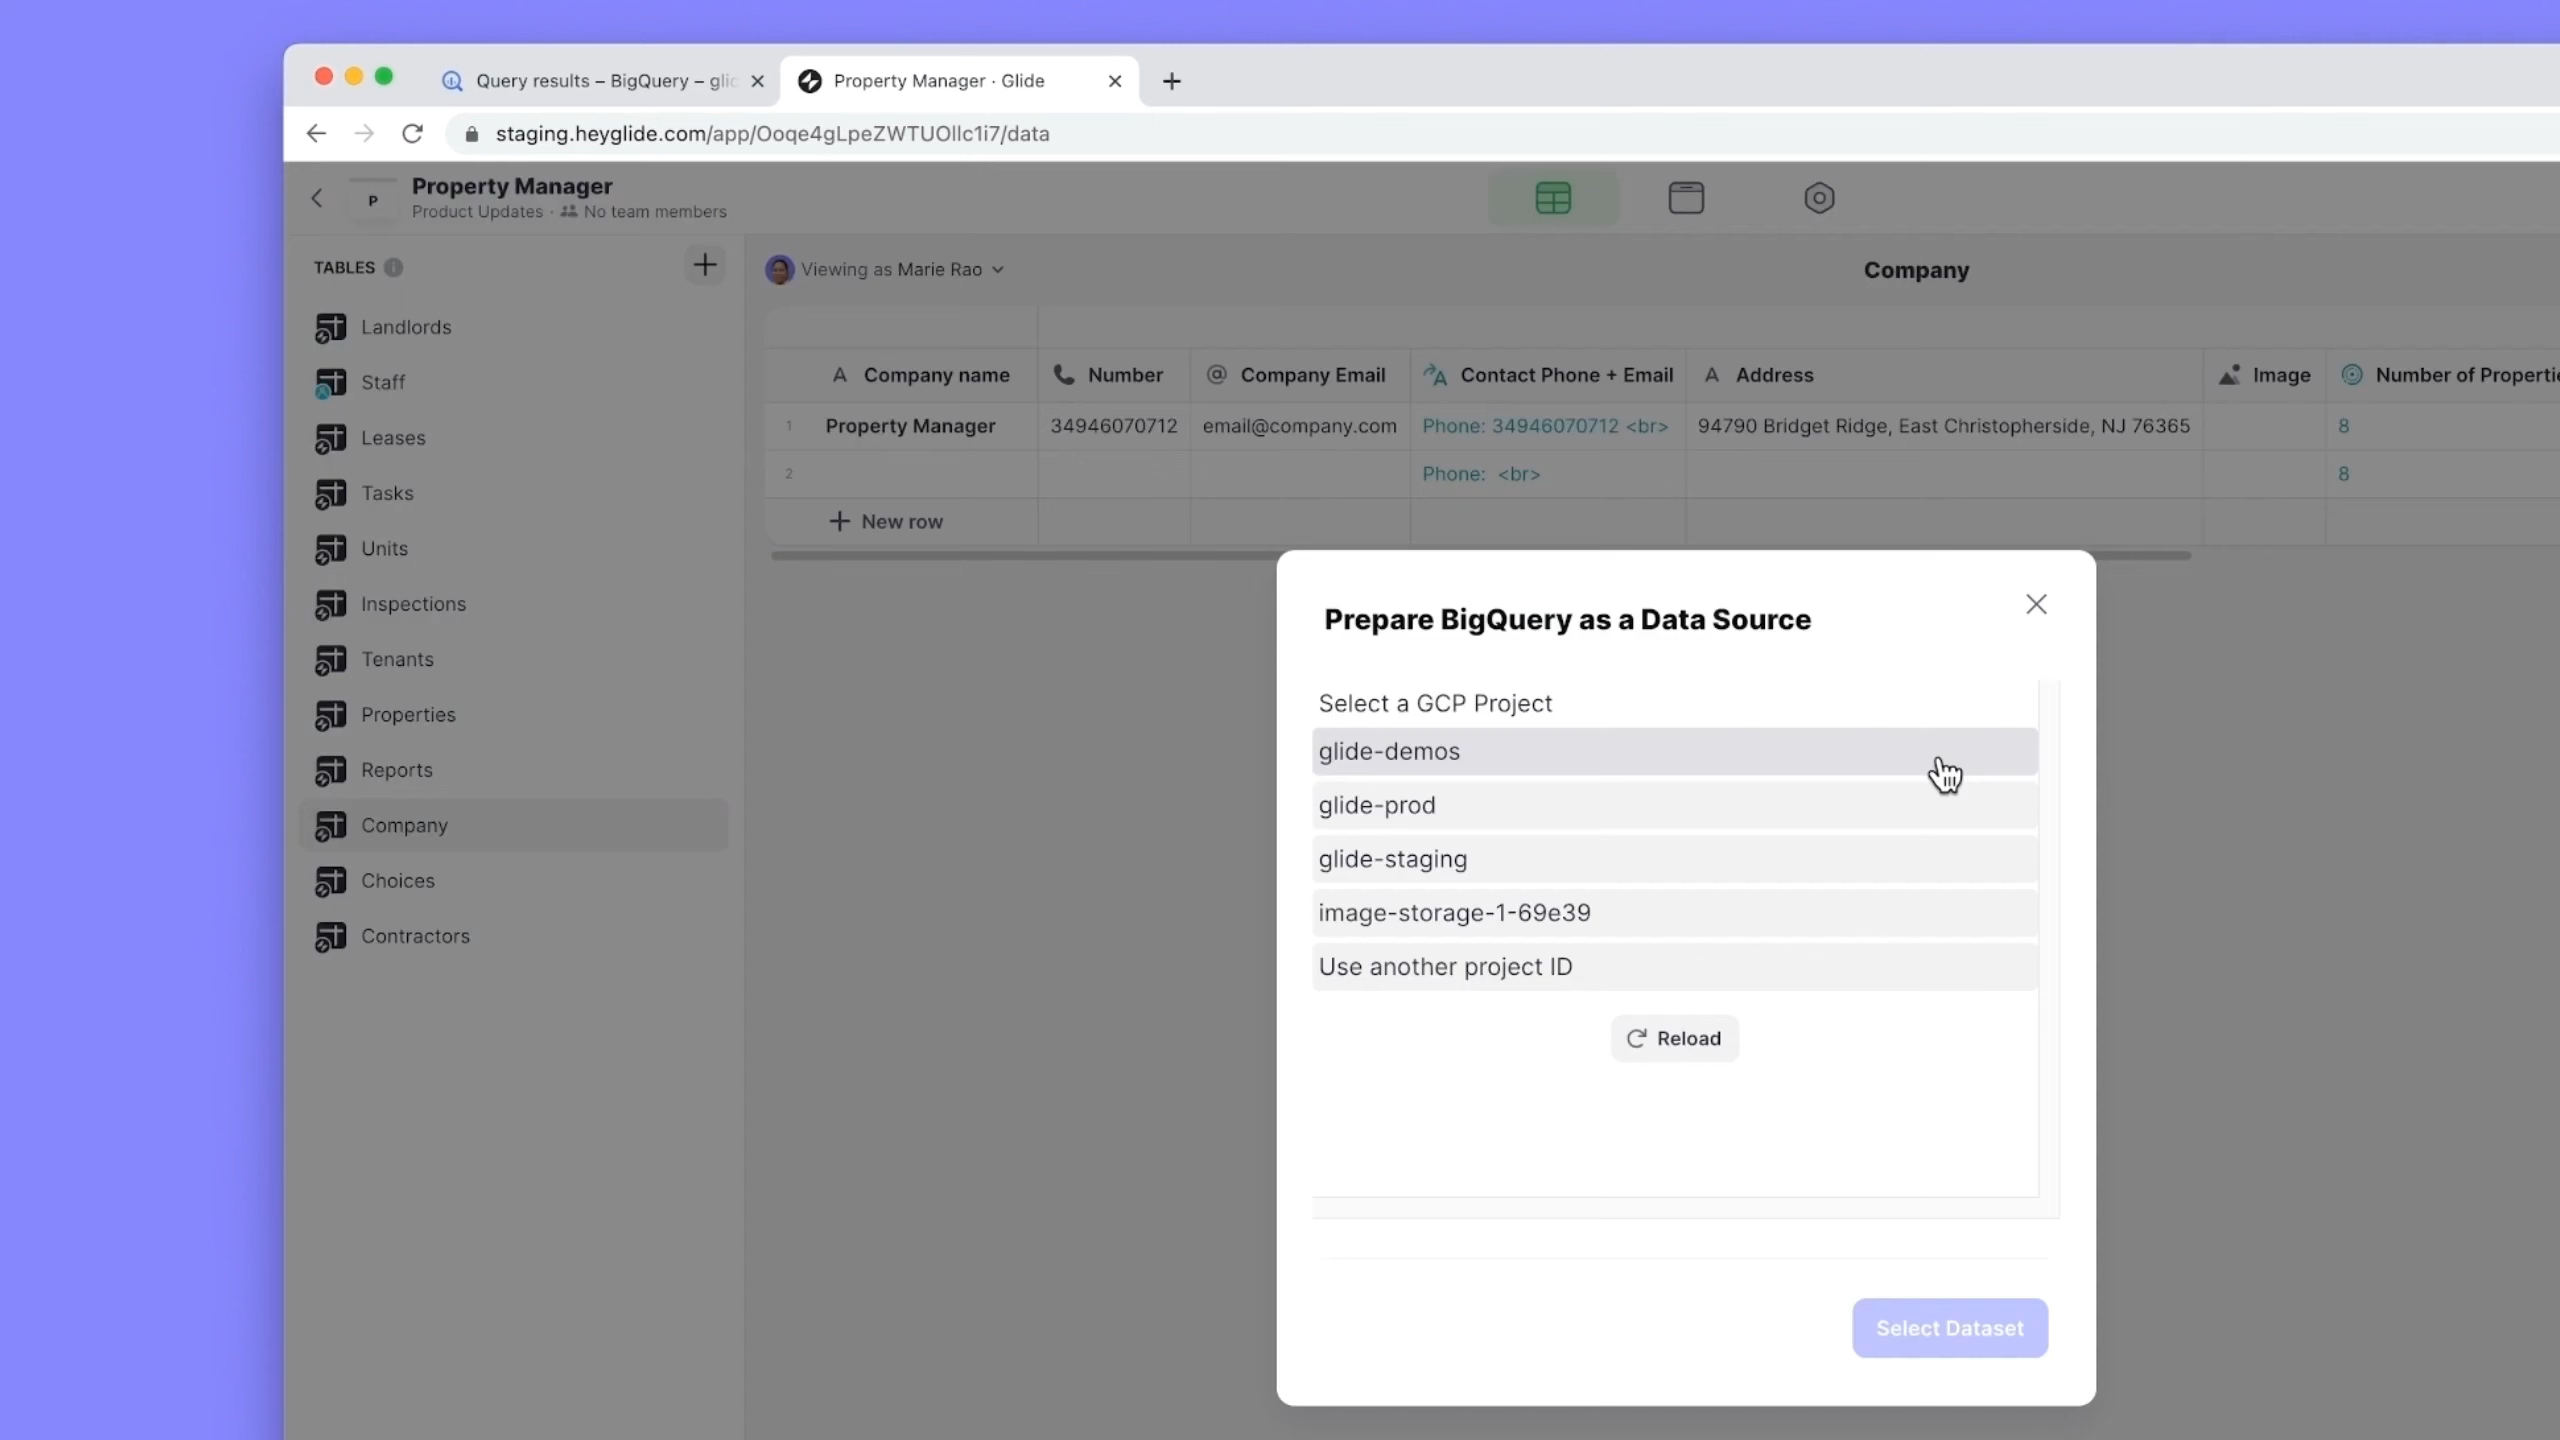 Query results – BigQuery – glid
Property Manager · Glide
staging.heyglide.com/app/Ooqe4gLpeZWTUOllc1i7/data
P
Property Manager
Product Updates · No team members
TABLES
Viewing as Marie Rao
Company
Landlords
Staff
Leases
Tasks
Units
Inspections
Tenants
Properties
Reports
Company
Choices
Contractors
Company name Number Company Email Contact Phone + Email Address Image Number of Propertie
1 Property Manager 34946070712 email@company.com Phone: 34946070712 <br> 94790 Bridget Ridge, East Christopherside, NJ 76365 8
2 Phone: <br> 8
New row
Prepare BigQuery as a Data Source
Select a GCP Project
glide-demos
glide-prod
glide-staging
image-storage-1-69e39
Use another project ID
Reload
Select Dataset